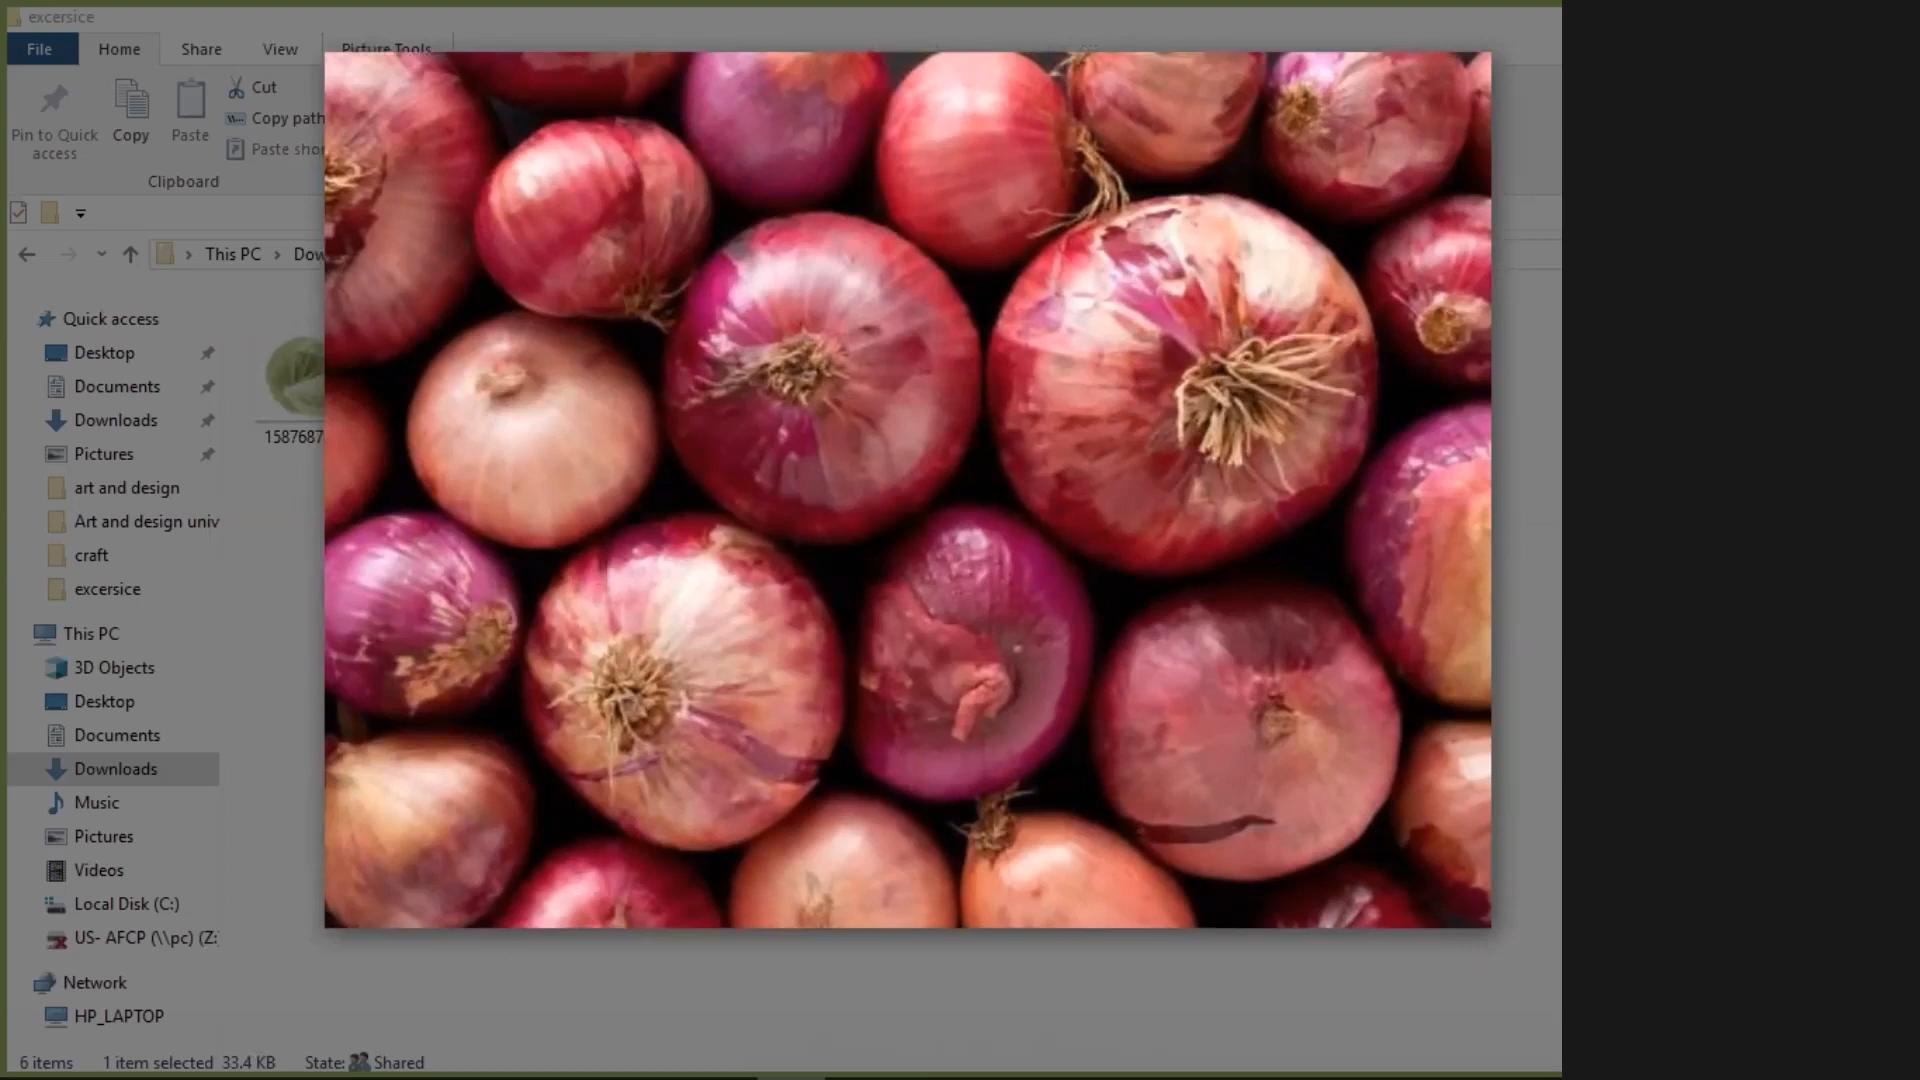 excersice
File Home Share View Picture Tools
Pin to Quick access
Copy
Paste
Cut
Copy path
Paste
Clipboard
This PC
Quick access
Desktop
Documents
Downloads
Pictures
art and design
Art and design univ
craft
excersice
1587687
This PC
3D Objects
Desktop
Documents
Downloads
Music
Pictures
Videos
Local Disk (C:)
US- AFCP (\\pc) (Z:
Network
HP_LAPTOP
6 items 1 item selected 33.4 KB State: Shared